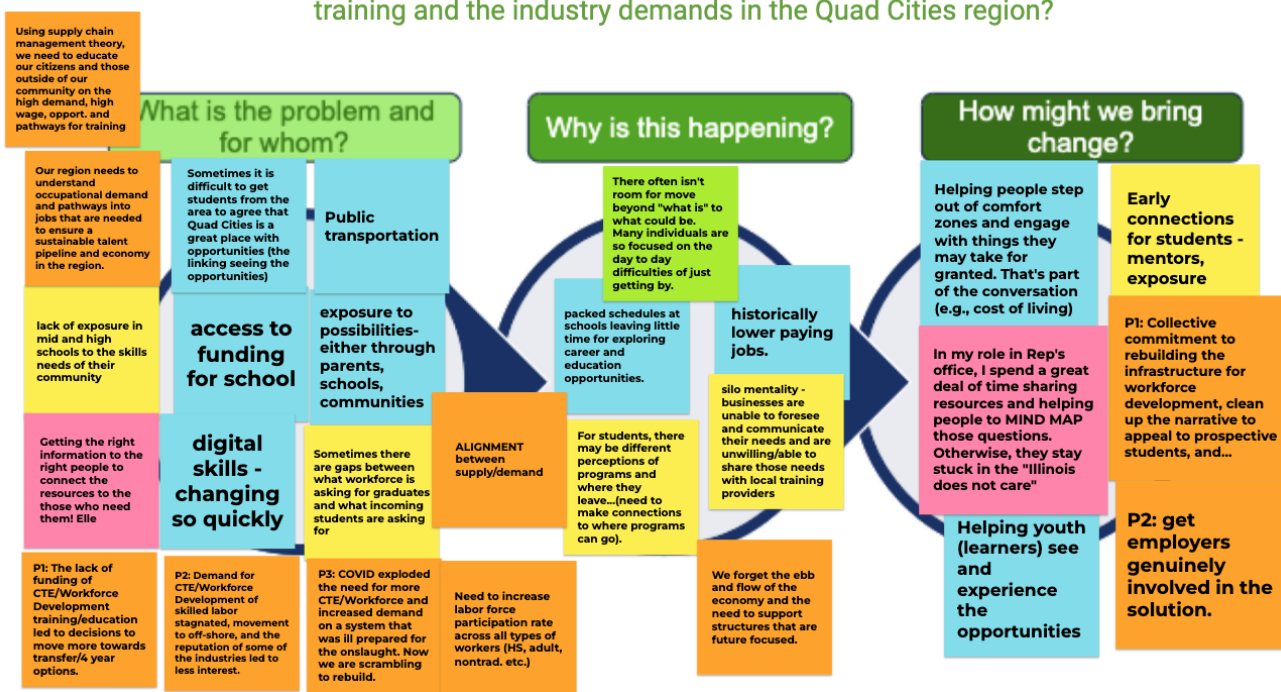 training and the industry demands in the Quad Cities region?
Using supply chain
management theory,
we need to educate
our citizens and those
outside of our
community on the
high demand, high
wage, opport. and
pathways for training
What is the problem and
for whom?
Our region needs to
understand
occupational demand
and pathways into
jobs that are needed
to ensure a
sustainable talent
pipeline and economy
in the region.
Sometimes it is
difficult to get
students from the
area to agree that
Quad Cities is a
great place with
opportunities (the
linking seeing the
opportunities)
Public
transportation
lack of exposure in
mid and high
schools to the skills
needs of their
community
access to
funding
for school
exposure to
possibilities-
either through
parents,
schools,
communities
Getting the right
information to the
right people to
connect the
resources to the
those who need
them! Elle
digital
skills -
changing
so quickly
Sometimes there
are gaps between
what workforce is
asking for graduates
and what incoming
students are asking
for
ALIGNMENT
between
supply/demand
P1: The lack of
funding of
CTE/Workforce
Development
training/education
led to decisions to
move more towards
transfer/4 year
options.
P2: Demand for
CTE/Workforce
Development of
skilled labor
stagnated, movement
to off-shore, and the
reputation of some of
the industries led to
less interest.
P3: COVID exploded
the need for more
CTE/Workforce and
increased demand
on a system that
was ill prepared for
the onslaught. Now
we are scrambling
to rebuild.
Need to increase
labor force
participation rate
across all types of
workers (HS, adult,
nontrad. etc.)
Why is this happening?
There often isn't
room for move
beyond "what is" to
what could be.
Many individuals are
so focused on the
day to day
difficulties of just
getting by.
packed schedules at
schools leaving little
time for exploring
career and
education
opportunities.
historically
lower paying
jobs.
silo mentality -
businesses are
unable to foresee
and communicate
their needs and are
unwilling/able to
share those needs
with local training
providers
For students, there
may be different
perceptions of
programs and
where they
leave...(need to
make connections
to where programs
can go).
We forget the ebb
and flow of the
economy and the
need to support
structures that are
future focused.
How might we bring
change?
Helping people step
out of comfort
zones and engage
with things they
may take for
granted. That's part
of the conversation
(e.g., cost of living)
Early
connections
for students -
mentors,
exposure
In my role in Rep's
office, I spend a great
deal of time sharing
resources and helping
people to MIND MAP
those questions.
Otherwise, they stay
stuck in the "Illinois
does not care"
P1: Collective
commitment to
rebuilding the
infrastructure for
workforce
development, clean
up the narrative to
appeal to prospective
students, and...
Helping youth
(learners) see
and
experience
the
opportunities
P2: get
employers
genuinely
involved in the
solution.